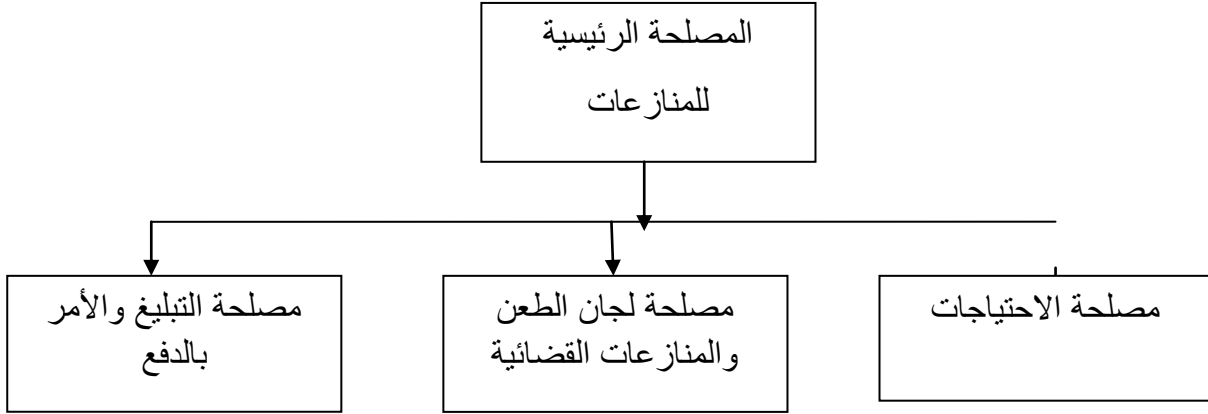 المصلحة الرئيسية
للمنازعات
مصلحة الاحتياجات
مصلحة لجان الطعن
والمنازعات القضائية
مصلحة التبليغ والأمر
بالدفع